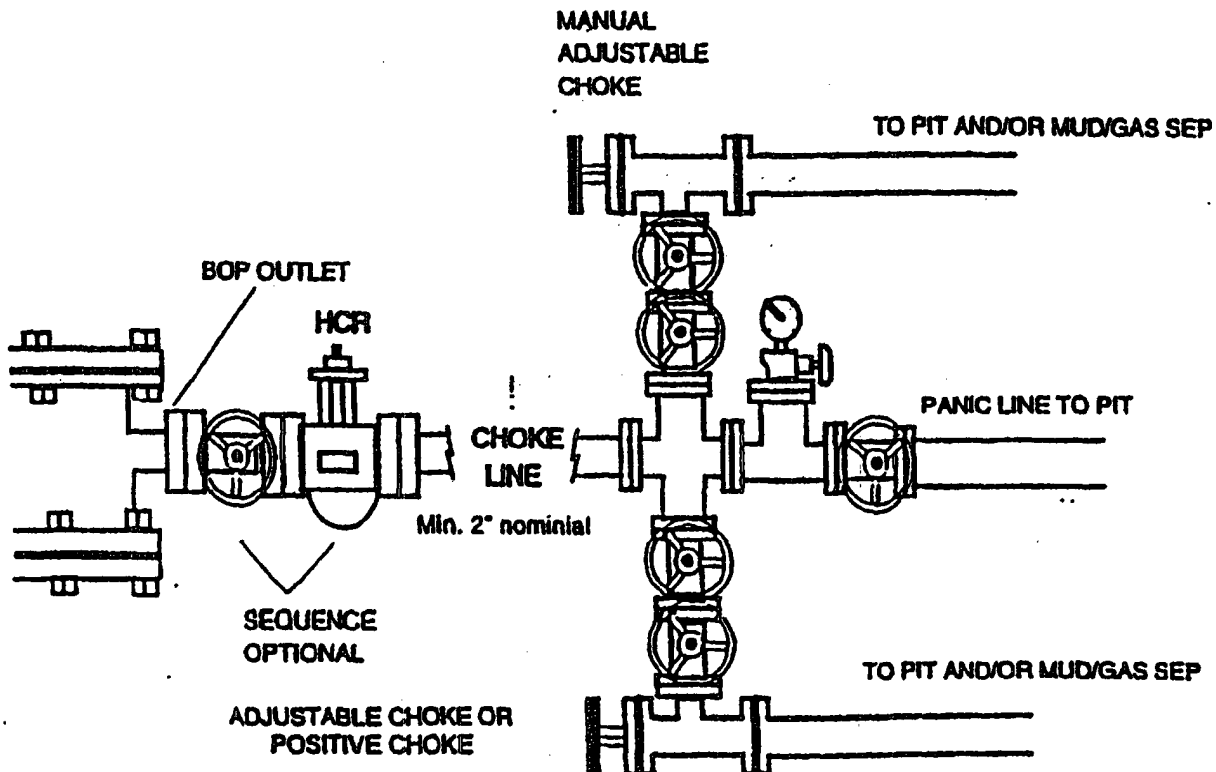 MANUAL
ADJUSTABLE
CHOKE
TO PIT AND/OR MUD/GAS SEP
BOP OUTLET
HCR
PANIC LINE TO PIT
CHOKE
LINE
Min. 2" nominial
SEQUENCE
OPTIONAL
TO PIT AND/OR MUD/GAS SEP
ADJUSTABLE CHOKE OR
POSITIVE CHOKE